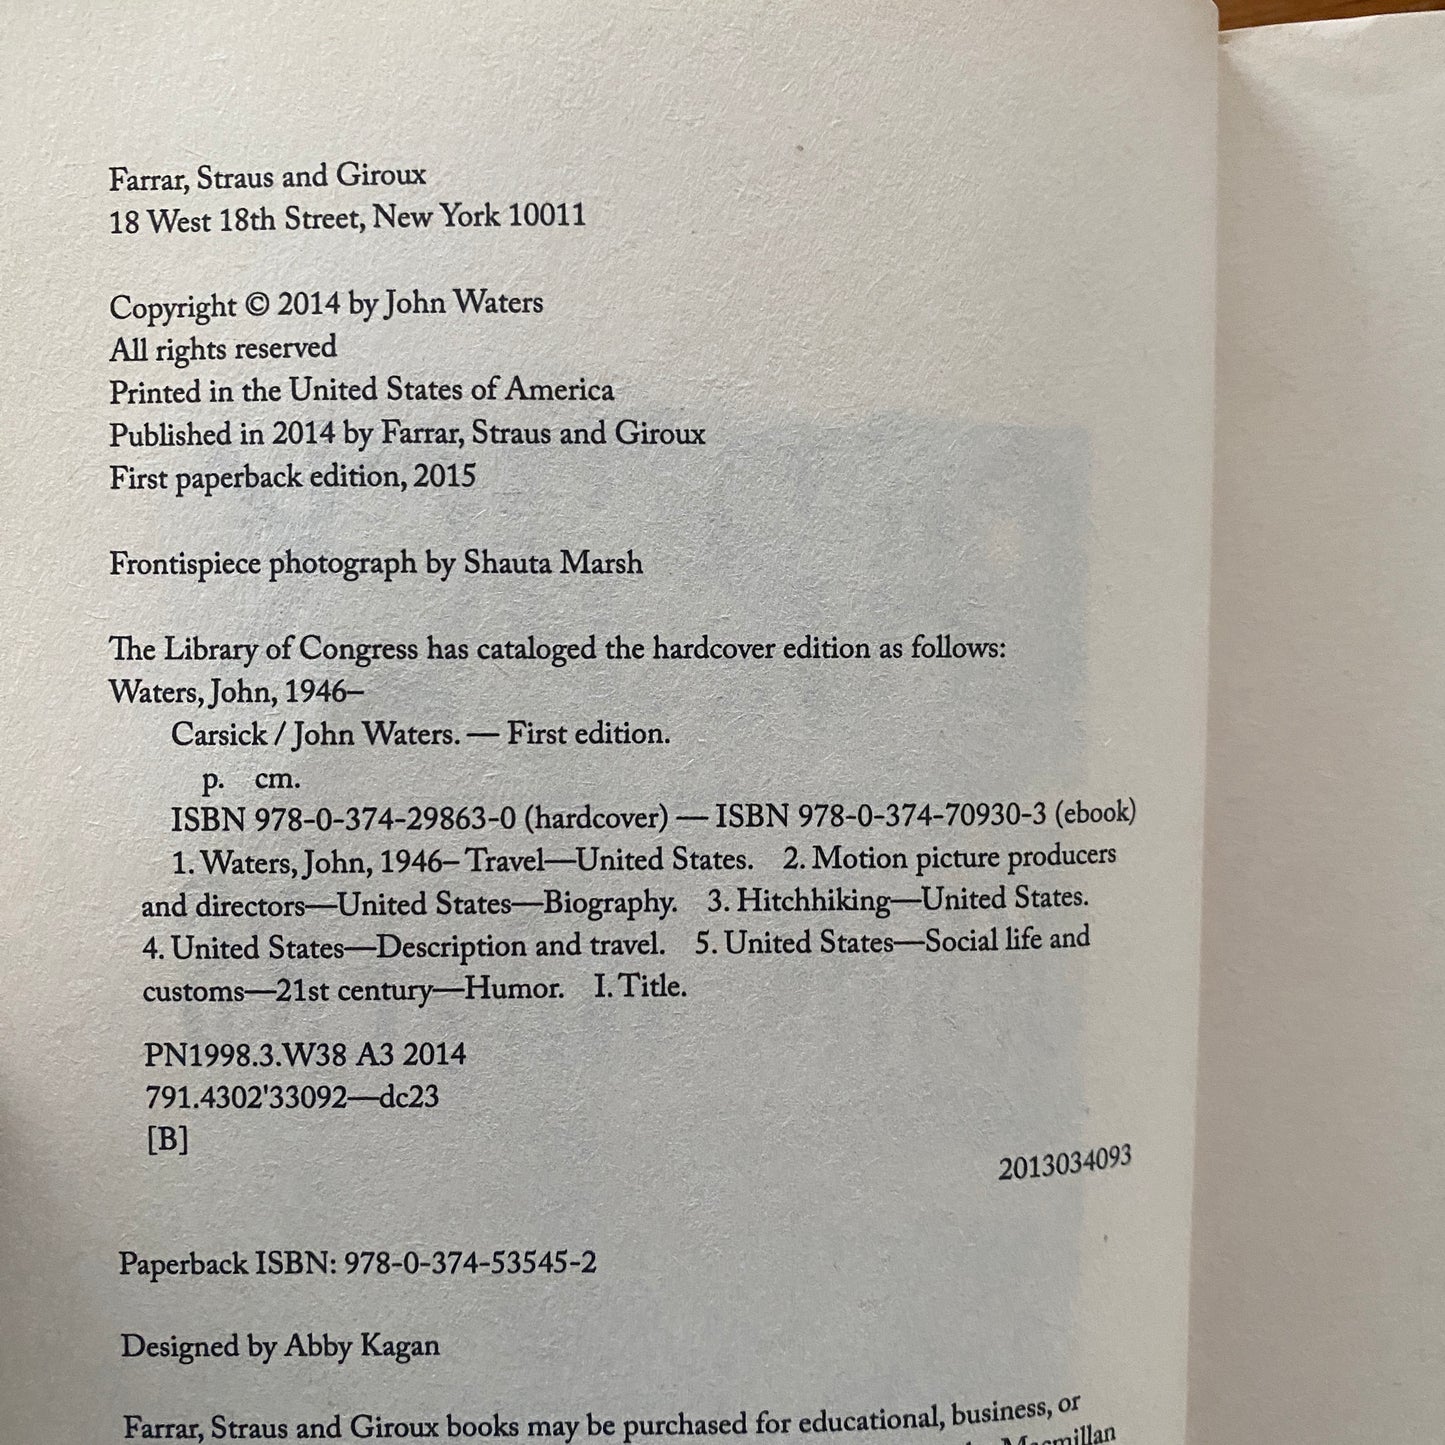 Farrar, Straus and Giroux
18 West 18th Street, New York 10011
Copyright © 2014 by John Waters
All rights reserved
Printed in the United States of America
Published in 2014 by Farrar, Straus and Giroux
First paperback edition, 2015
Frontispiece photograph by Shauta Marsh
The Library of Congress has cataloged the hardcover edition as follows:
Waters, John, 1946–
Carsick / John Waters. — First edition.
p. cm.
ISBN 978-0-374-29863-0 (hardcover) — ISBN 978-0-374-70930-3 (ebook)
1. Waters, John, 1946– Travel—United States. 2. Motion picture producers
and directors—United States—Biography. 3. Hitchhiking—United States.
4. United States—Description and travel. 5. United States—Social life and
customs—21st century—Humor. I. Title.
PN1998.3.W38 A3 2014
791.4302'33092—dc23
[B]
2013034093
Paperback ISBN: 978-0-374-53545-2
Designed by Abby Kagan
Farrar, Straus and Giroux books may be purchased for educational, business, or
Macmillan